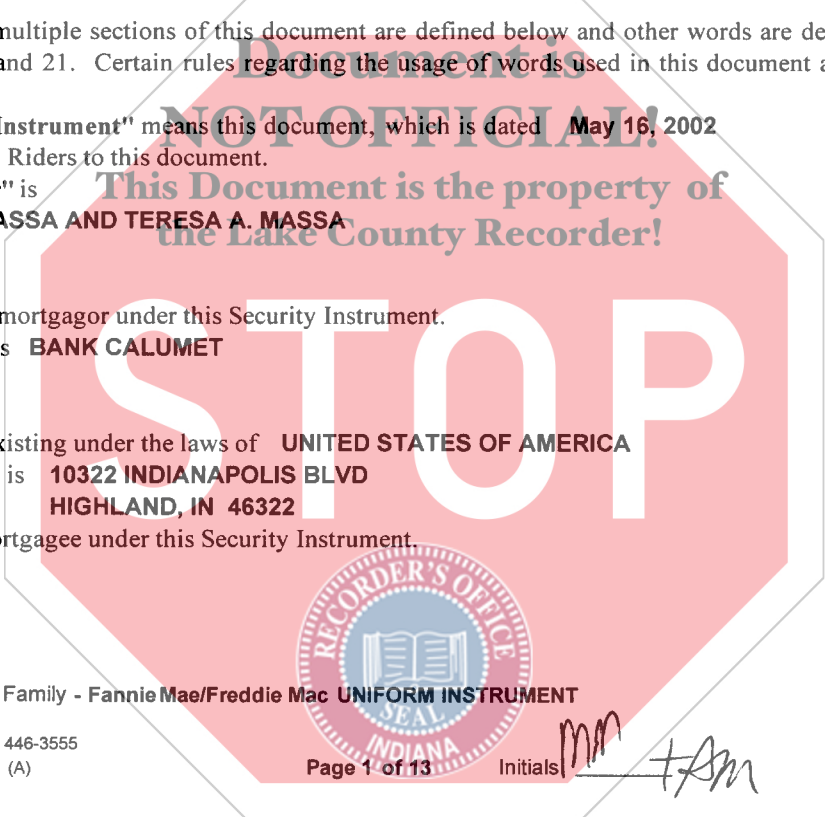 multiple sections of this document are defined below and other words are de
and 21. Certain rules regarding the usage of words used in this document a
Document is
NOT OFFICIAL!
This Document is the property of
the Lake County Recorder!
STOP
Instrument" means this document, which is dated May 16, 2002
Riders to this document.
" is
ASSA AND TERESA A. MASSA
mortgagor under this Security Instrument.
s BANK CALUMET
xisting under the laws of UNITED STATES OF AMERICA
is 10322 INDIANAPOLIS BLVD
HIGHLAND, IN 46322
ortgagee under this Security Instrument.
RECORDER'S OFFICE
SEAL
INDIANA
Family - Fannie Mae/Freddie Mac UNIFORM INSTRUMENT
446-3555
(A)
Page 1 of 13 Initials MM TAM